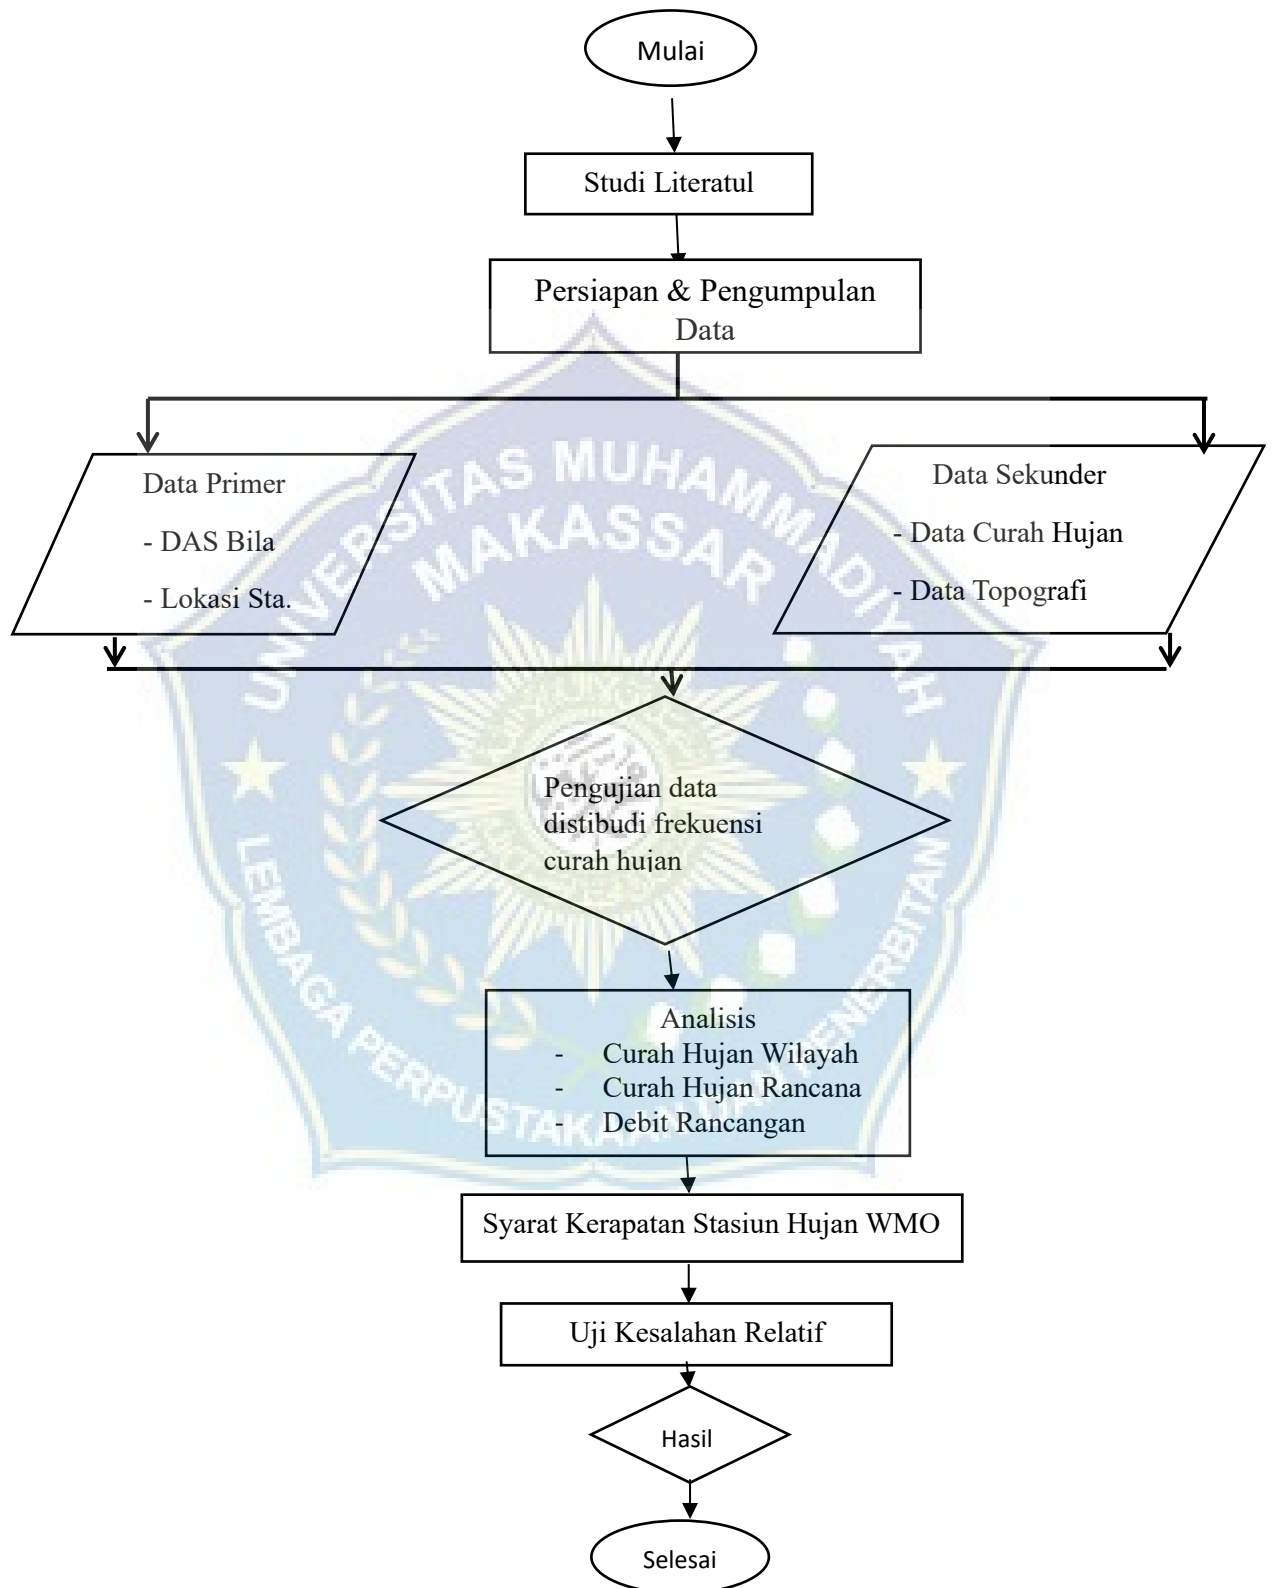 Mulai
Studi Literatul
Persiapan & Pengumpulan
Data
Data Primer
- DAS Bila
- Lokasi Sta.
Data Sekunder
- Data Curah Hujan
- Data Topografi
UNIVERSITAS MUHAMMADIYAH
MAKASSAR
Pengujian data
distibudi frekuensi
curah hujan
LEMBAGA PERPUSTAKAAN DAN PENERBITAN
Analisis
- Curah Hujan Wilayah
- Curah Hujan Rancana
- Debit Rancangan
Syarat Kerapatan Stasiun Hujan WMO
Uji Kesalahan Relatif
Hasil
Selesai